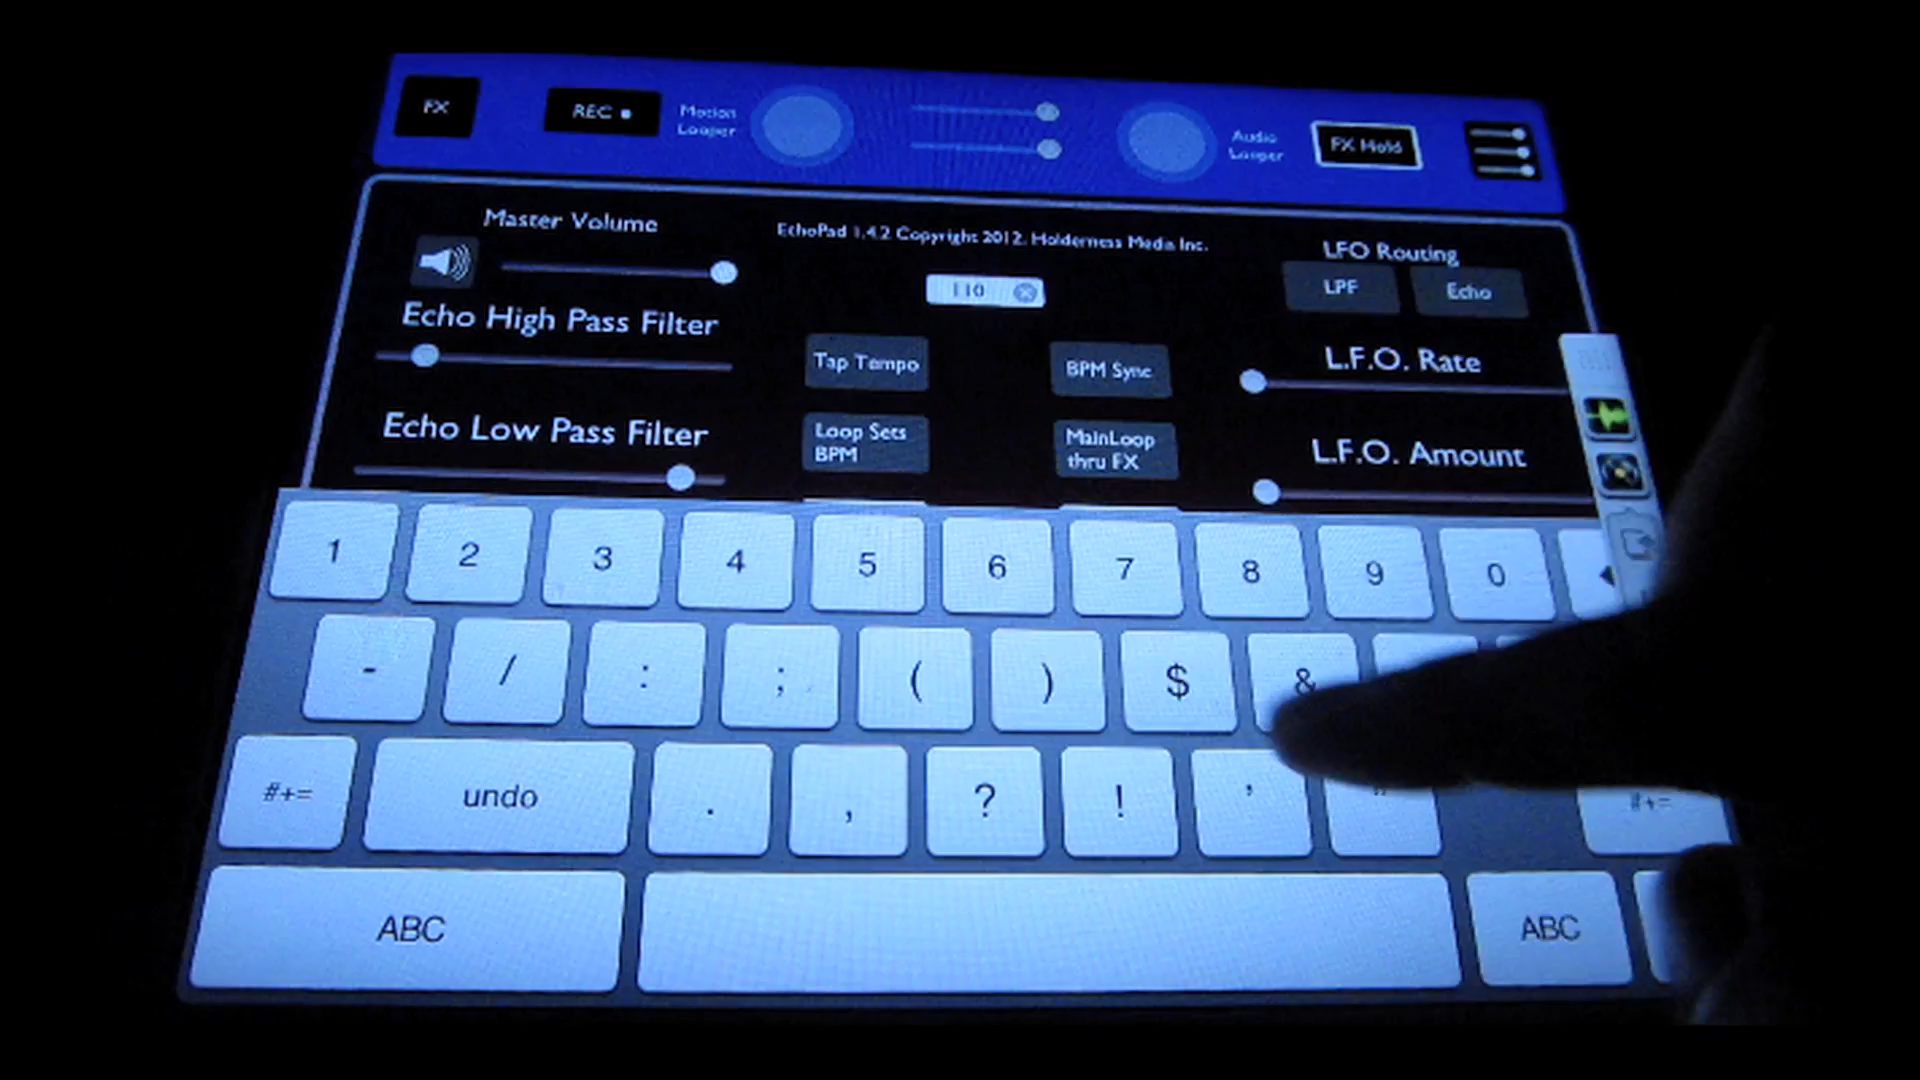 FX
REC
Motion
Looper
Audio
Looper
FX Hold
Master Volume
EchoPad 1.4.2 Copyright 2012. Holderness Media Inc.
LFO Routing
LPF
Echo
110
Echo High Pass Filter
Tap Tempo
BPM Sync
L.F.O. Rate
Echo Low Pass Filter
Loop Sets
BPM
MainLoop
thru FX
L.F.O. Amount
1 2 3 4 5 6 7 8 9 0
- / : ; ( ) $ &
#+= undo . , ? ! ' " #+=
ABC ABC